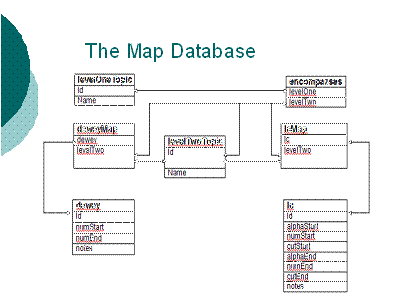 The Map Database
levelOneTopic
Id
Name
encompasses
levelOne
levelTwo
deweyMap
dewey
levelTwo
levelTwoTopic
Id
Name
lcMap
lc
levelTwo
dewey
Id
numStart
numEnd
notes
lc
Id
alphaStart
numStart
cutStart
alphaEnd
numEnd
cutEnd
notes